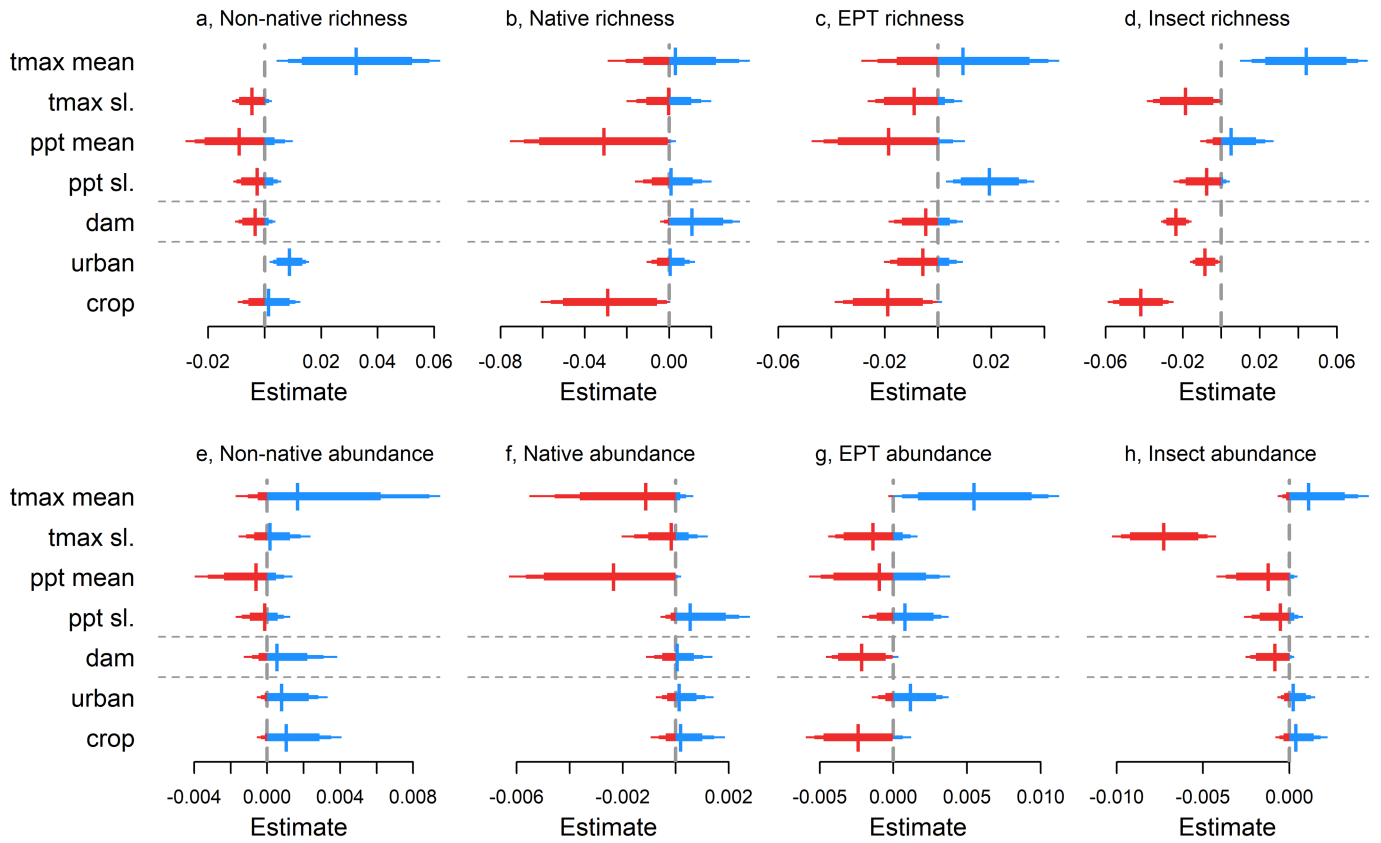 a, Non-native richness b, Native richness c, EPT richness d, Insect richness
tmax mean
tmax sl.
ppt mean
ppt sl.
dam
urban
crop
-0.02 0.02 0.06 -0.08 -0.04 0.00 -0.06 -0.02 0.02 -0.06 -0.02 0.02 0.06
Estimate Estimate Estimate Estimate
e, Non-native abundance f, Native abundance g, EPT abundance h, Insect abundance
tmax mean
tmax sl.
ppt mean
ppt sl.
dam
urban
crop
-0.004 0.000 0.004 0.008 -0.006 -0.002 0.002 -0.005 0.000 0.005 0.010 -0.010 -0.005 0.000
Estimate Estimate Estimate Estimate